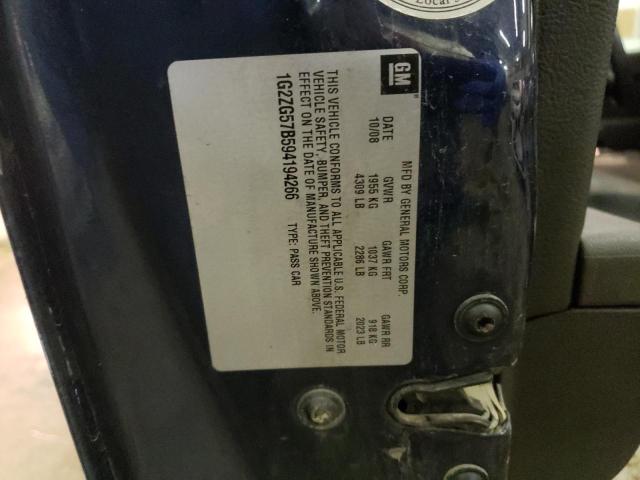 Local 5
GM
MFD BY GENERAL MOTORS CORP.
DATE GVWR GAWR FRT GAWR RR
10/08 1955 KG 1037 KG 918 KG
4309 LB 2286 LB 2023 LB
THIS VEHICLE CONFORMS TO ALL APPLICABLE U.S. FEDERAL MOTOR
VEHICLE SAFETY, BUMPER, AND THEFT PREVENTION STANDARDS IN
EFFECT ON THE DATE OF MANUFACTURE SHOWN ABOVE.
1G2ZG57B594194266 TYPE: PASS CAR